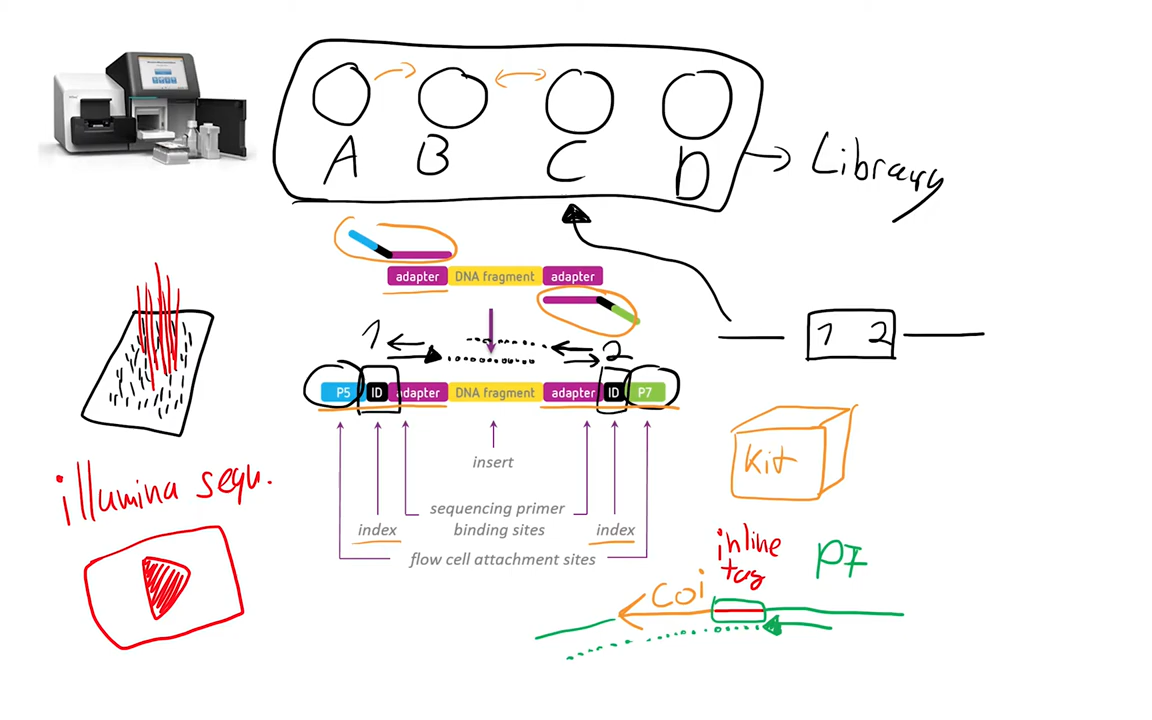 A B C D
Library
adapter DNA fragment adapter
1
2
1 2
P5 ID adapter DNA fragment adapter ID P7
Kit
insert
illumina sequ.
sequencing primer
binding sites
index
index
flow cell attachment sites
inline
tag
P7
COi